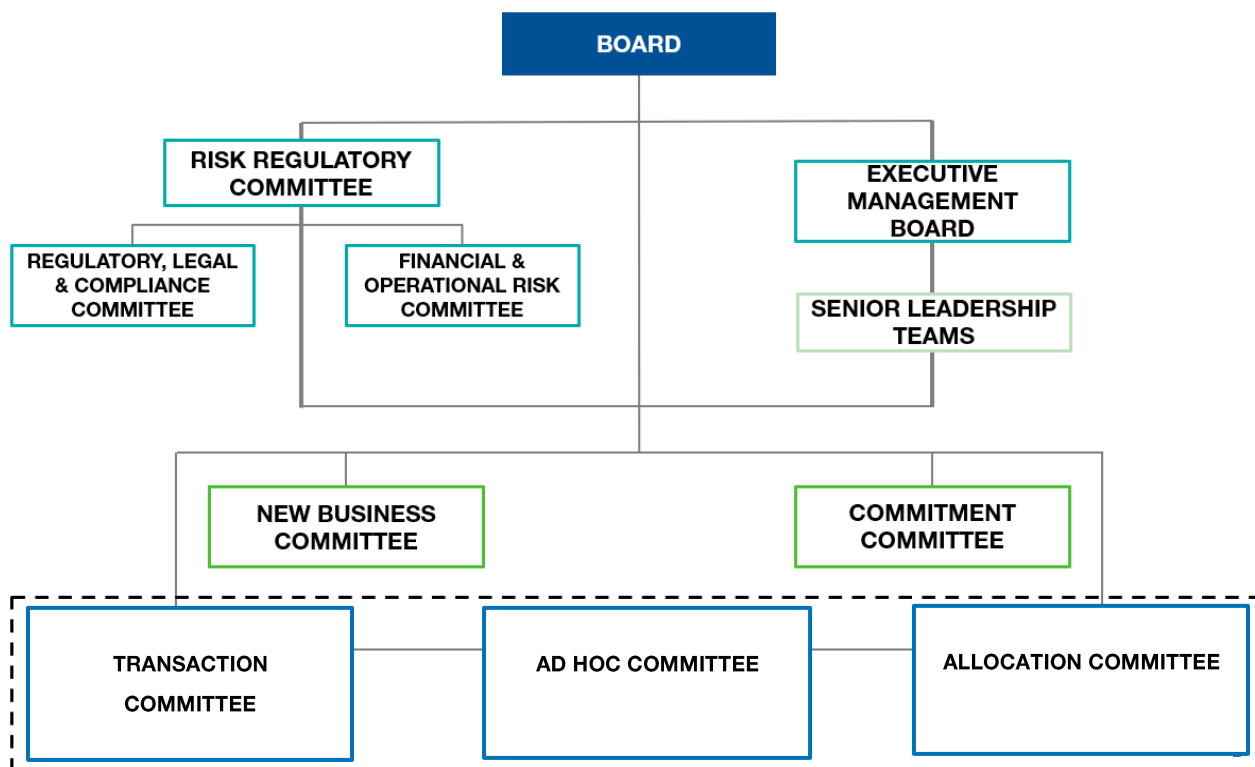 BOARD
RISK REGULATORY
COMMITTEE
EXECUTIVE
MANAGEMENT
BOARD
REGULATORY, LEGAL
& COMPLIANCE
COMMITTEE
FINANCIAL &
OPERATIONAL RISK
COMMITTEE
SENIOR LEADERSHIP
TEAMS
NEW BUSINESS
COMMITTEE
COMMITMENT
COMMITTEE
TRANSACTION
COMMITTEE
AD HOC COMMITTEE
ALLOCATION COMMITTEE